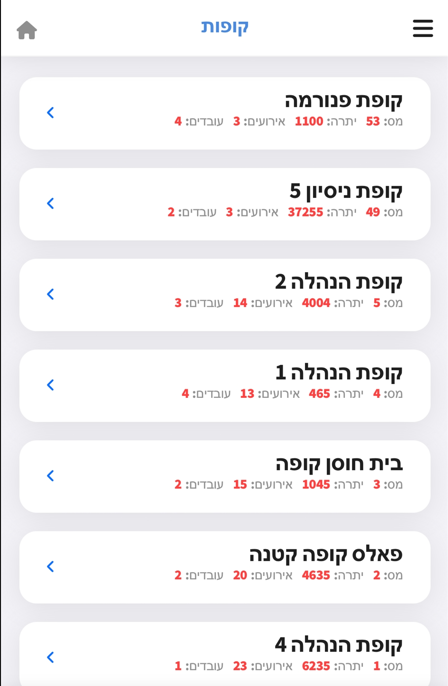 קופות
קופת פנורמה
מס: 53 יתרה: 1100 אירועים: 3 עובדים: 4
קופת ניסיון 5
מס: 49 יתרה: 37255 אירועים: 3 עובדים: 2
קופת הנהלה 2
מס: 5 יתרה: 4004 אירועים: 14 עובדים: 3
קופת הנהלה 1
מס: 4 יתרה: 465 אירועים: 13 עובדים: 4
בית חוסן קופה
מס: 3 יתרה: 1045 אירועים: 15 עובדים: 2
פאלס קופה קטנה
מס: 2 יתרה: 4635 אירועים: 20 עובדים: 2
קופת הנהלה 4
מס: 1 יתרה: 6235 אירועים: 23 עובדים: 1